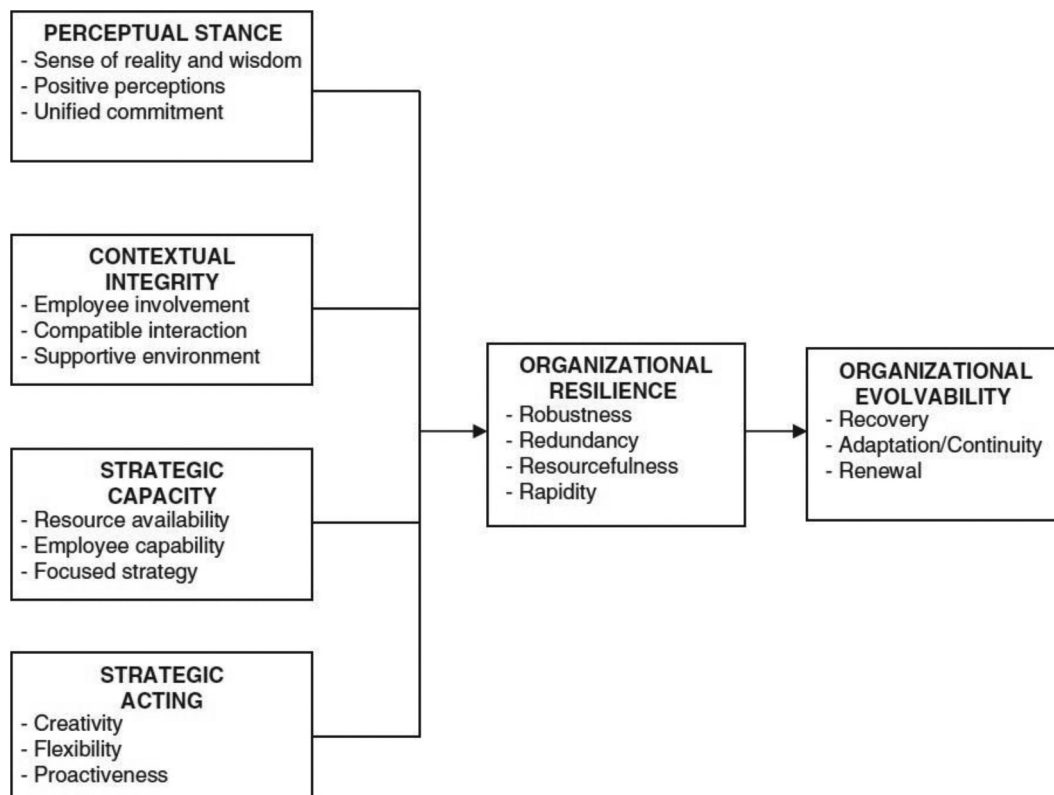 PERCEPTUAL STANCE
- Sense of reality and wisdom
- Positive perceptions
- Unified commitment
CONTEXTUAL
INTEGRITY
- Employee involvement
- Compatible interaction
- Supportive environment
STRATEGIC
CAPACITY
- Resource availability
- Employee capability
- Focused strategy
STRATEGIC
ACTING
- Creativity
- Flexibility
- Proactiveness
ORGANIZATIONAL
RESILIENCE
- Robustness
- Redundancy
- Resourcefulness
- Rapidity
ORGANIZATIONAL
EVOLVABILITY
- Recovery
- Adaptation/Continuity
- Renewal